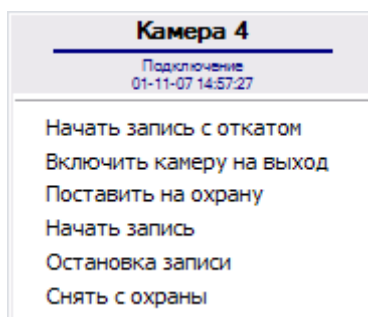 Камера 4
Подключение
01-11-07 14:57:27
Начать запись с откатом
Включить камеру на выход
Поставить на охрану
Начать запись
Остановка записи
Снять с охраны